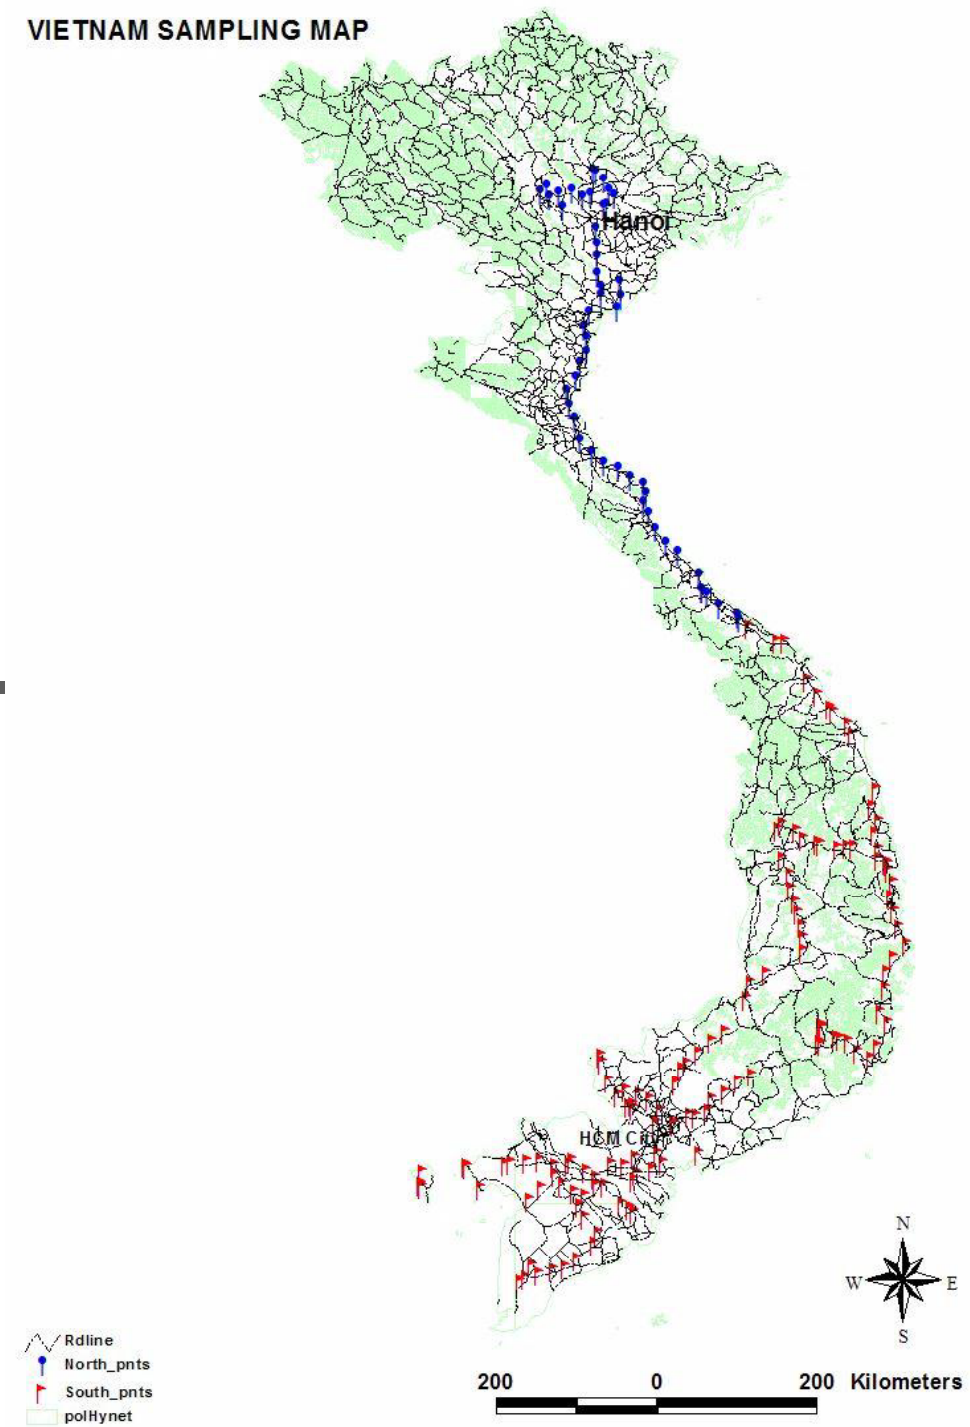 VIETNAM SAMPLING MAP
Hanoi
HCM City
N
W E
S
Rdline
North_pnts
South_pnts
polHynet
200 0 200 Kilometers